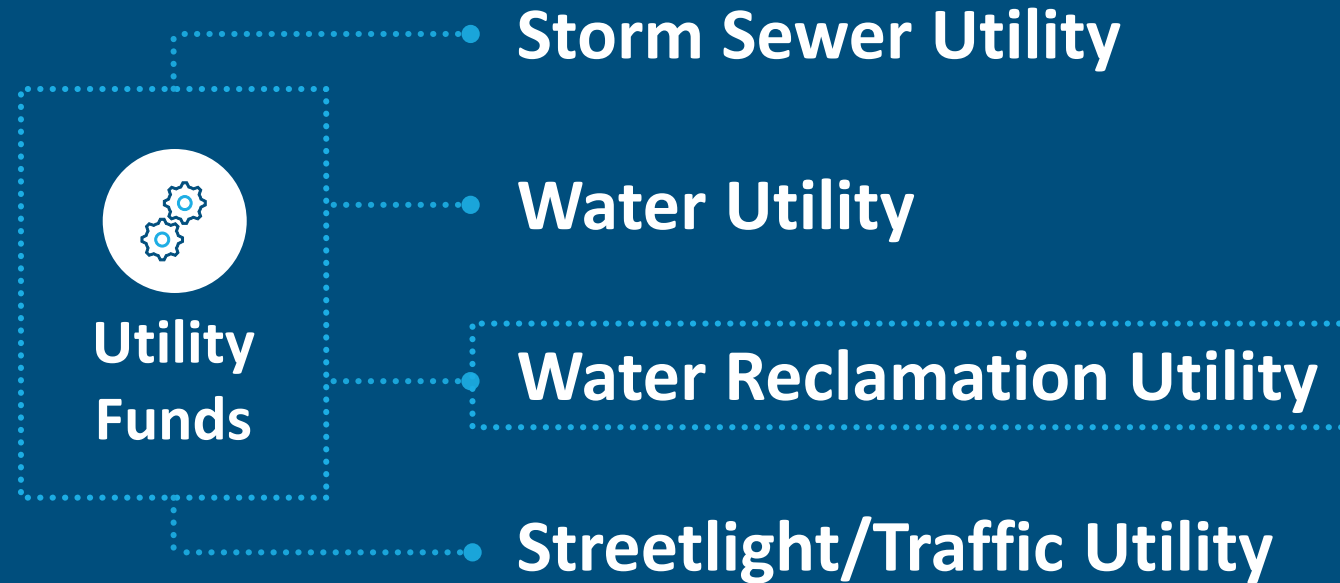 Storm Sewer Utility
Water Utility
Utility
Funds
Water Reclamation Utility
Streetlight/Traffic Utility